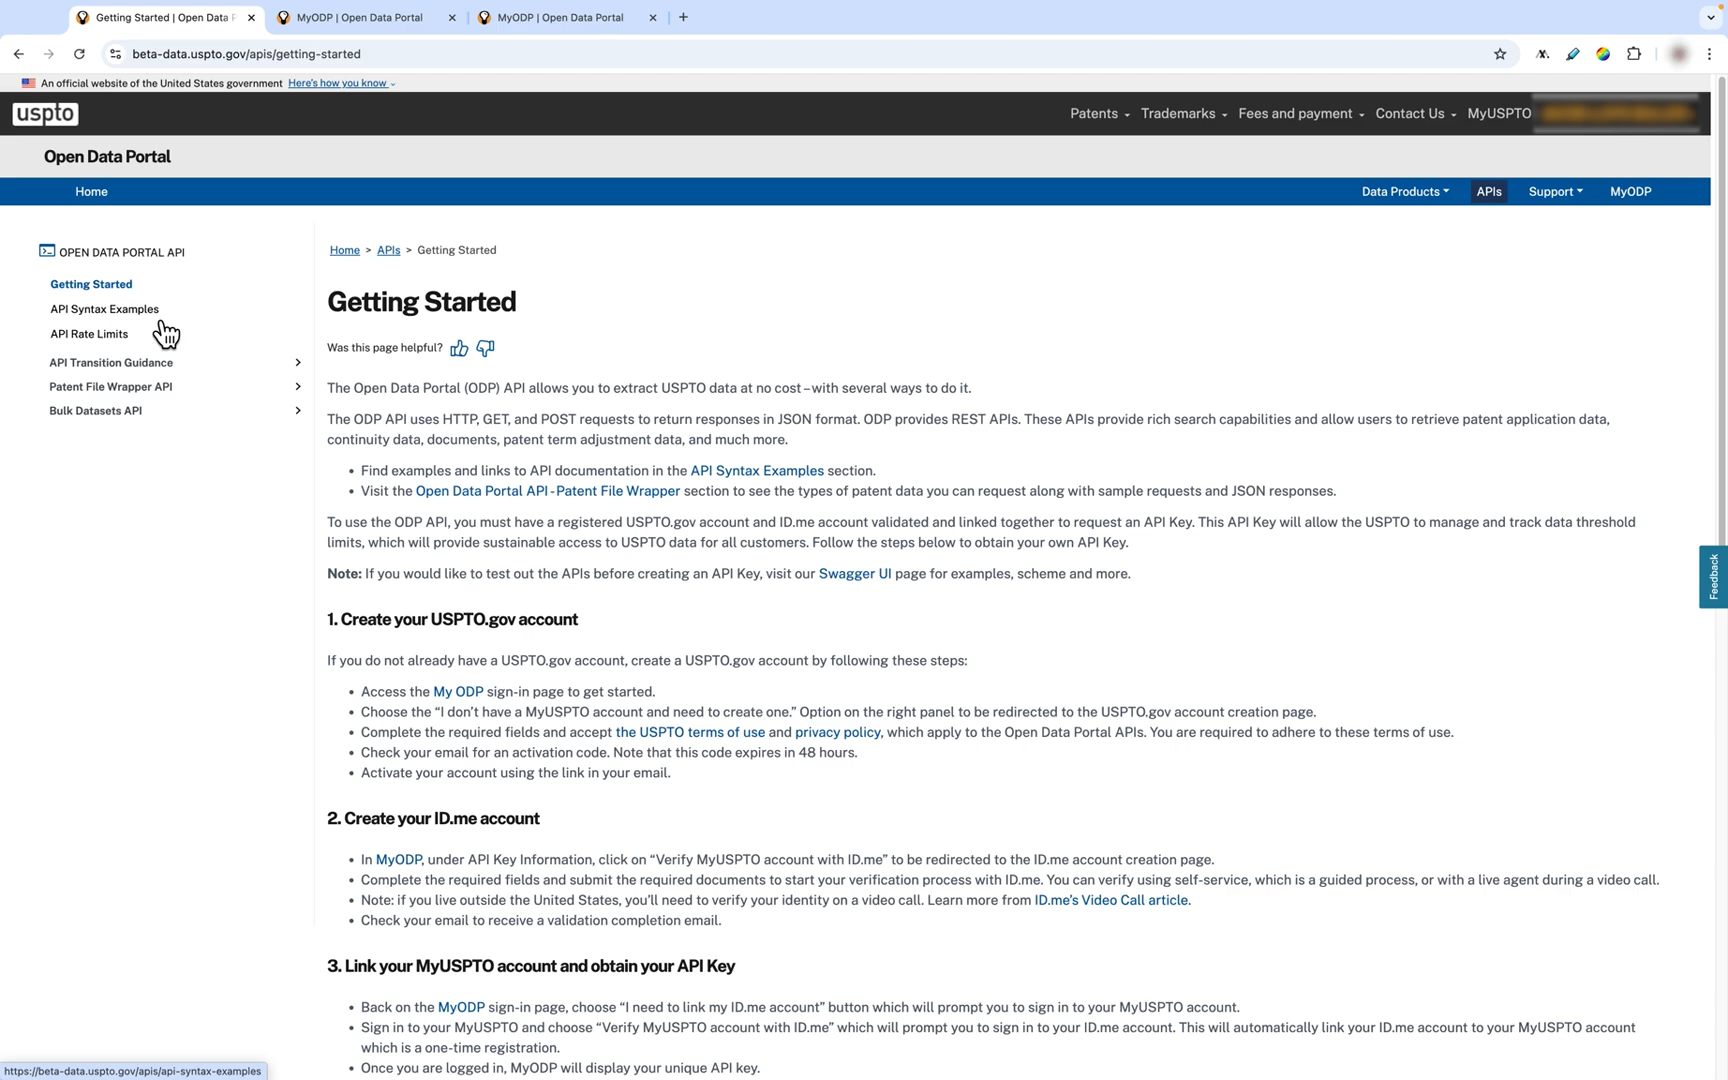 Getting Started | Open Data P
MyODP | Open Data Portal
MyODP | Open Data Portal
beta-data.uspto.gov/apis/getting-started
An official website of the United States government Here's how you know
uspto
Patents
Trademarks
Fees and payment
Contact Us
MyUSPTO
Open Data Portal
Home
Data Products
APIs
Support
MyODP
OPEN DATA PORTAL API
Getting Started
API Syntax Examples
API Rate Limits
API Transition Guidance
Patent File Wrapper API
Bulk Datasets API
Home > APIs > Getting Started
Getting Started
Was this page helpful?
The Open Data Portal (ODP) API allows you to extract USPTO data at no cost – with several ways to do it.
The ODP API uses HTTP, GET, and POST requests to return responses in JSON format. ODP provides REST APIs. These APIs provide rich search capabilities and allow users to retrieve patent application data,
continuity data, documents, patent term adjustment data, and much more.
• Find examples and links to API documentation in the API Syntax Examples section.
• Visit the Open Data Portal API - Patent File Wrapper section to see the types of patent data you can request along with sample requests and JSON responses.
To use the ODP API, you must have a registered USPTO.gov account and ID.me account validated and linked together to request an API Key. This API Key will allow the USPTO to manage and track data threshold
limits, which will provide sustainable access to USPTO data for all customers. Follow the steps below to obtain your own API Key.
Note: If you would like to test out the APIs before creating an API Key, visit our Swagger UI page for examples, scheme and more.
1. Create your USPTO.gov account
If you do not already have a USPTO.gov account, create a USPTO.gov account by following these steps:
• Access the My ODP sign-in page to get started.
• Choose the “I don’t have a MyUSPTO account and need to create one.” Option on the right panel to be redirected to the USPTO.gov account creation page.
• Complete the required fields and accept the USPTO terms of use and privacy policy, which apply to the Open Data Portal APIs. You are required to adhere to these terms of use.
• Check your email for an activation code. Note that this code expires in 48 hours.
• Activate your account using the link in your email.
2. Create your ID.me account
• In MyODP, under API Key Information, click on “Verify MyUSPTO account with ID.me” to be redirected to the ID.me account creation page.
• Complete the required fields and submit the required documents to start your verification process with ID.me. You can verify using self-service, which is a guided process, or with a live agent during a video call.
• Note: if you live outside the United States, you’ll need to verify your identity on a video call. Learn more from ID.me’s Video Call article.
• Check your email to receive a validation completion email.
3. Link your MyUSPTO account and obtain your API Key
• Back on the MyODP sign-in page, choose “I need to link my ID.me account” button which will prompt you to sign in to your MyUSPTO account.
• Sign in to your MyUSPTO and choose “Verify MyUSPTO account with ID.me” which will prompt you to sign in to your ID.me account. This will automatically link your ID.me account to your MyUSPTO account
which is a one-time registration.
• Once you are logged in, MyODP will display your unique API key.
Feedback
https://beta-data.uspto.gov/apis/api-syntax-examples